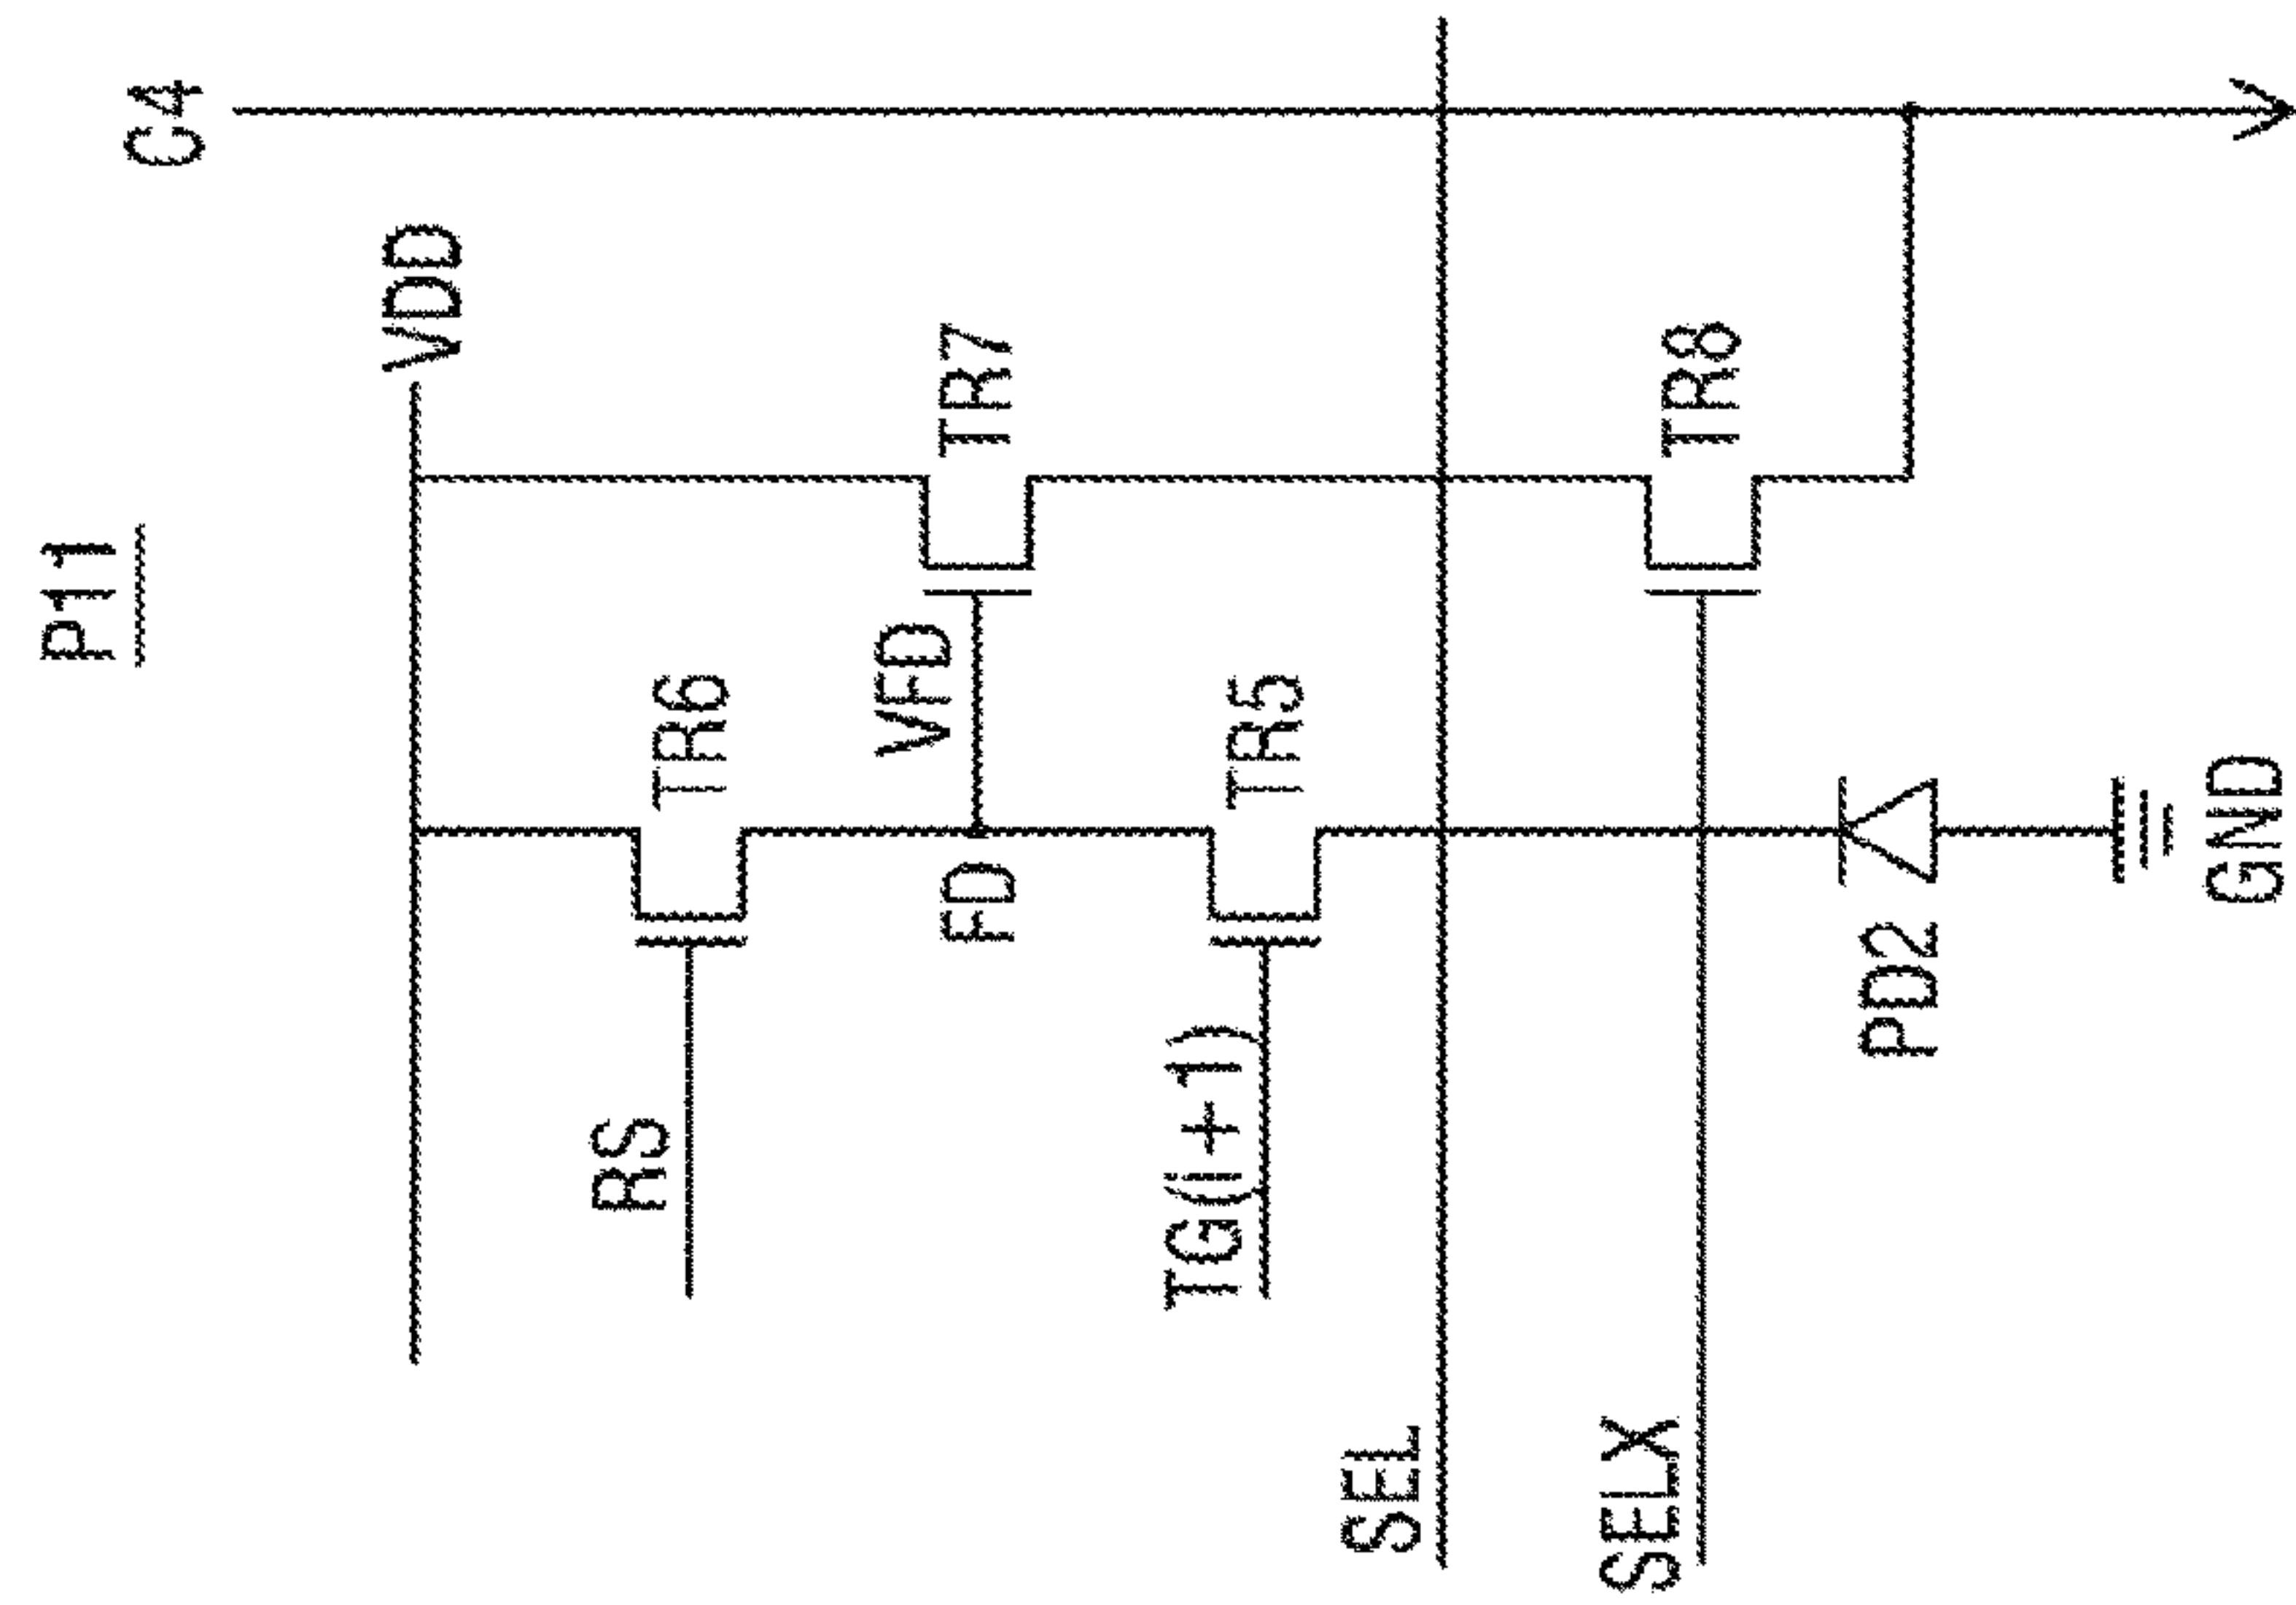 P11
C4
VDD
RS
TR6
VFD
FD
TR7
TG(i+1)
TR5
SEL
SELX
TR8
PD2
GND